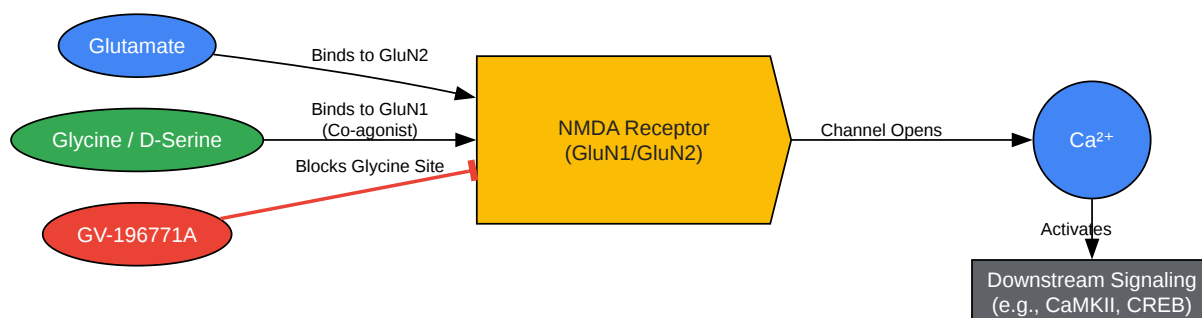 Glutamate
Binds to GluN2
Glycine / D-Serine
Binds to GluN1
(Co-agonist)
Blocks Glycine Site
GV-196771A
NMDA Receptor
(GluN1/GluN2)
Channel Opens
Ca²⁺
Activates
Downstream Signaling
(e.g., CaMKII, CREB)